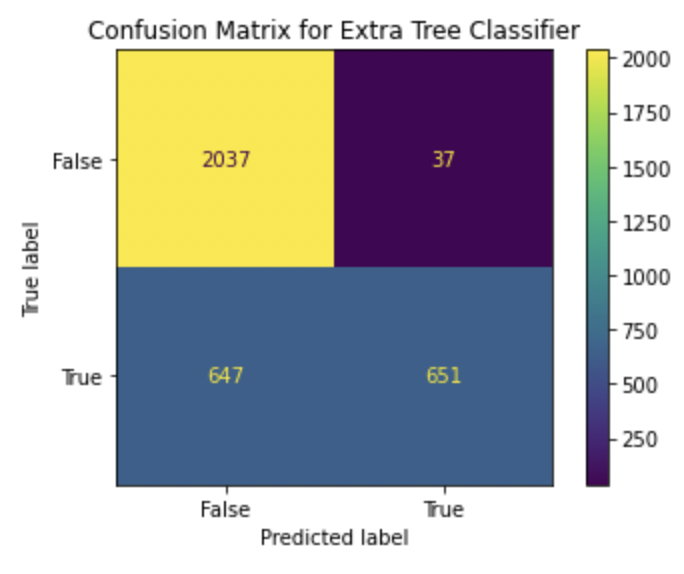 Confusion Matrix for Extra Tree Classifier
True label
False
True
2037
37
647
651
False
True
Predicted label
2000
1750
1500
1250
1000
750
500
250